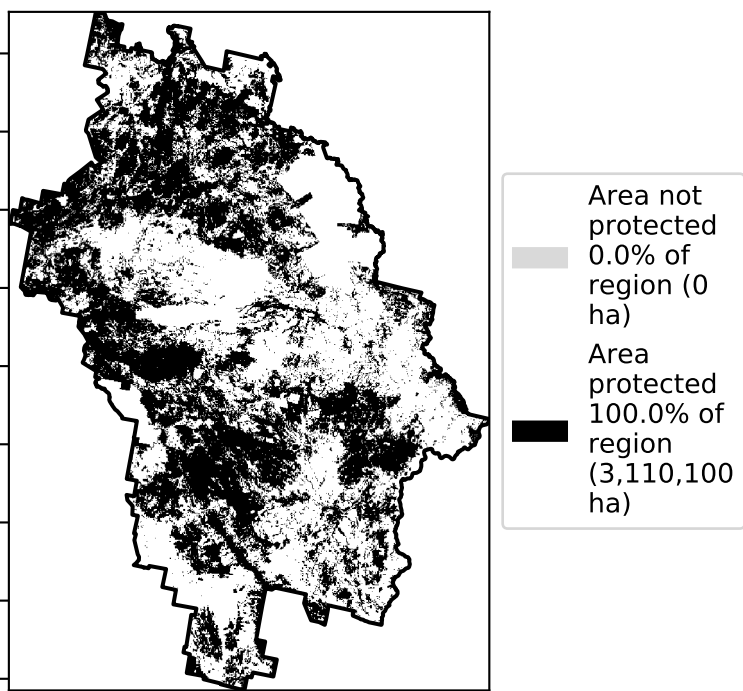 Area not
protected
0.0% of
region (0
ha)
Area
protected
100.0% of
region
(3,110,100
ha)